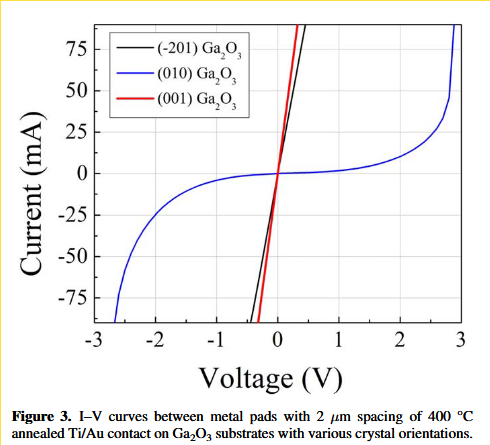 (-201) Ga₂O₃
(010) Ga₂O₃
(001) Ga₂O₃
75
50
25
0
-25
-50
-75
Current (mA)
-3 -2 -1 0 1 2 3
Voltage (V)
Figure 3. I–V curves between metal pads with 2 μm spacing of 400 °C
annealed Ti/Au contact on Ga₂O₃ substrates with various crystal orientations.